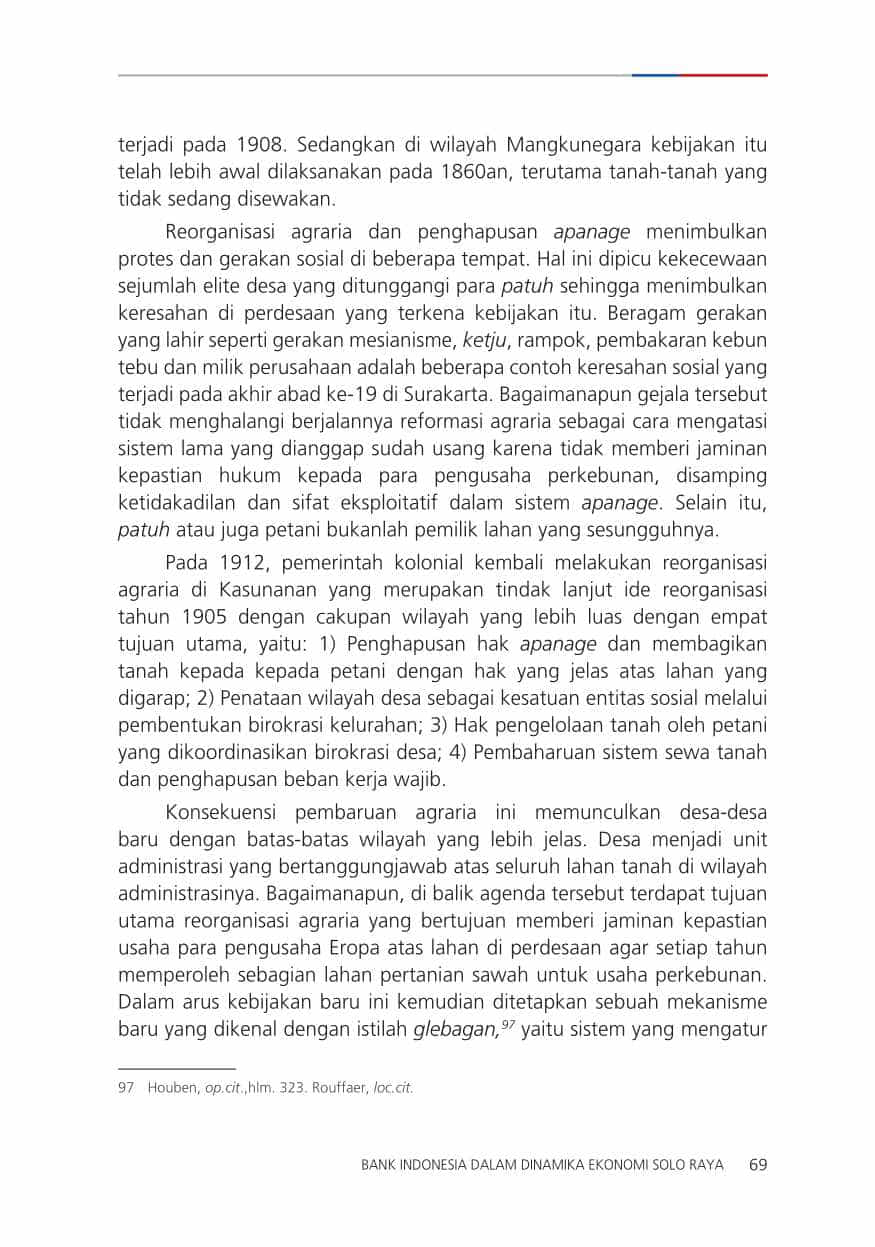 terjadi pada 1908. Sedangkan di wilayah Mangkunegara kebijakan itu
telah lebih awal dilaksanakan pada 1860an, terutama tanah-tanah yang
tidak sedang disewakan.
Reorganisasi agraria dan penghapusan apanage menimbulkan
protes dan gerakan sosial di beberapa tempat. Hal ini dipicu kekecewaan
sejumlah elite desa yang ditunggangi para patuh sehingga menimbulkan
keresahan di perdesaan yang terkena kebijakan itu. Beragam gerakan
yang lahir seperti gerakan mesianisme, ketju, rampok, pembakaran kebun
tebu dan milik perusahaan adalah beberapa contoh keresahan sosial yang
terjadi pada akhir abad ke-19 di Surakarta. Bagaimanapun gejala tersebut
tidak menghalangi berjalannya reformasi agraria sebagai cara mengatasi
sistem lama yang dianggap sudah usang karena tidak memberi jaminan
kepastian hukum kepada para pengusaha perkebunan, disamping
ketidakadilan dan sifat eksploitatif dalam sistem apanage. Selain itu,
patuh atau juga petani bukanlah pemilik lahan yang sesungguhnya.
Pada 1912, pemerintah kolonial kembali melakukan reorganisasi
agraria di Kasunanan yang merupakan tindak lanjut ide reorganisasi
tahun 1905 dengan cakupan wilayah yang lebih luas dengan empat
tujuan utama, yaitu: 1) Penghapusan hak apanage dan membagikan
tanah kepada kepada petani dengan hak yang jelas atas lahan yang
digarap; 2) Penataan wilayah desa sebagai kesatuan entitas sosial melalui
pembentukan birokrasi kelurahan; 3) Hak pengelolaan tanah oleh petani
yang dikoordinasikan birokrasi desa; 4) Pembaharuan sistem sewa tanah
dan penghapusan beban kerja wajib.
Konsekuensi pembaruan agraria ini memunculkan desa-desa
baru dengan batas-batas wilayah yang lebih jelas. Desa menjadi unit
administrasi yang bertanggungjawab atas seluruh lahan tanah di wilayah
administrasinya. Bagaimanapun, di balik agenda tersebut terdapat tujuan
utama reorganisasi agraria yang bertujuan memberi jaminan kepastian
usaha para pengusaha Eropa atas lahan di perdesaan agar setiap tahun
memperoleh sebagian lahan pertanian sawah untuk usaha perkebunan.
Dalam arus kebijakan baru ini kemudian ditetapkan sebuah mekanisme
baru yang dikenal dengan istilah glebagan,97 yaitu sistem yang mengatur
97 Houben, op.cit.,hlm. 323. Rouffaer, loc.cit.
BANK INDONESIA DALAM DINAMIKA EKONOMI SOLO RAYA 69